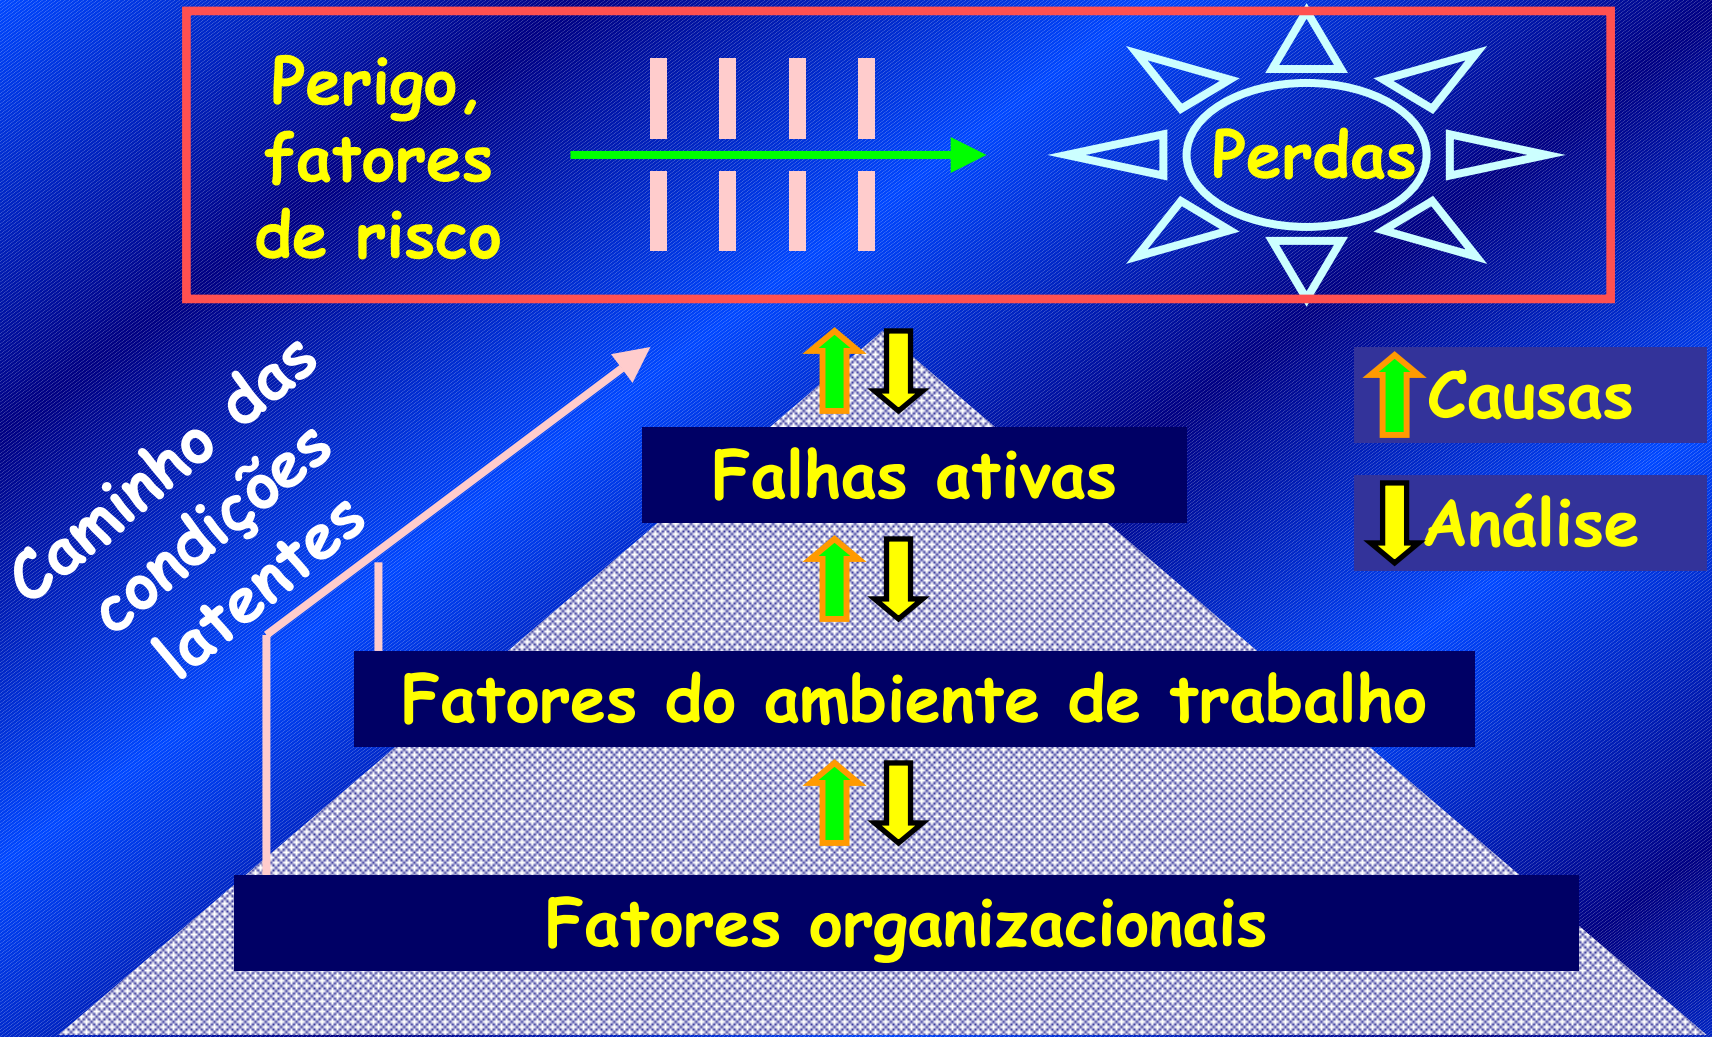 Perigo,
fatores
de risco
Perdas
Caminho das
condições
latentes
Causas
Análise
Falhas ativas
Fatores do ambiente de trabalho
Fatores organizacionais